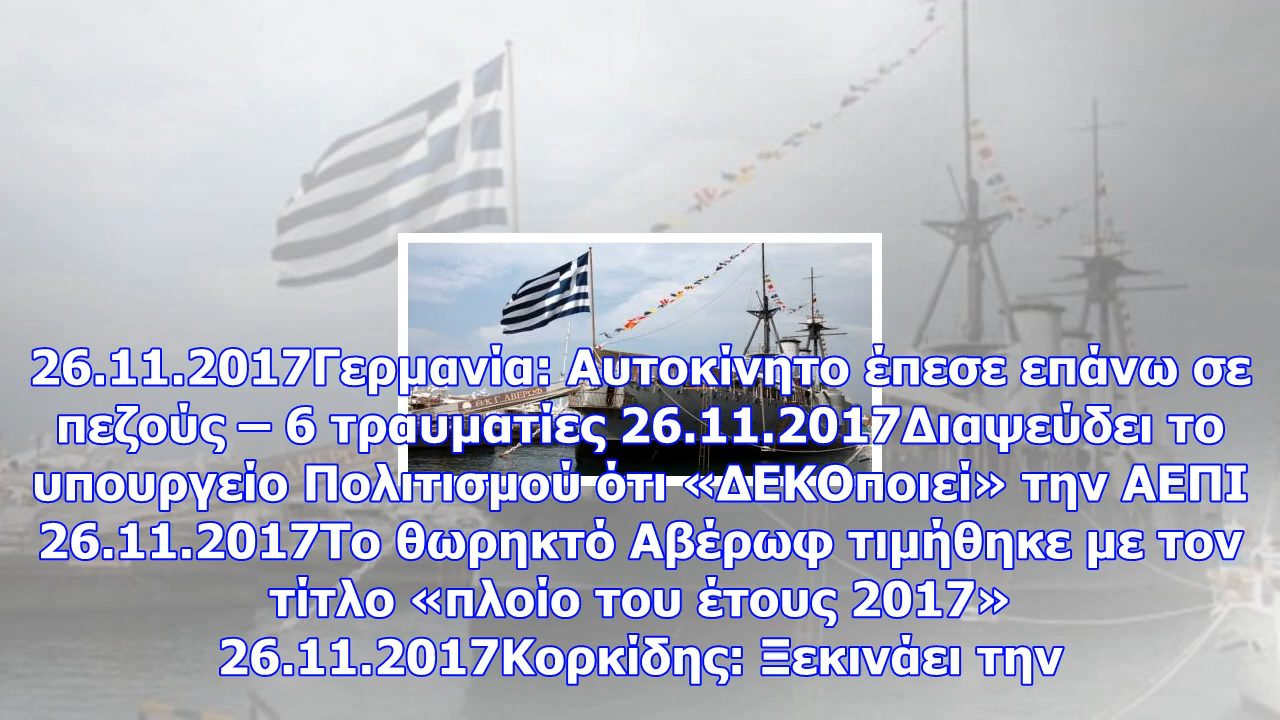 26.11.2017Γερμανία: Αυτοκίνητο έπεσε επάνω σε
πεζούς – 6 τραυματίες 26.11.2017Διαψεύδει το
υπουργείο Πολιτισμού ότι «ΔΕΚΟποιεί» την ΑΕΠΙ
26.11.2017Το θωρηκτό Αβέρωφ τιμήθηκε με τον
τίτλο «πλοίο του έτους 2017»
26.11.2017Κορκίδης: Ξεκινάει την